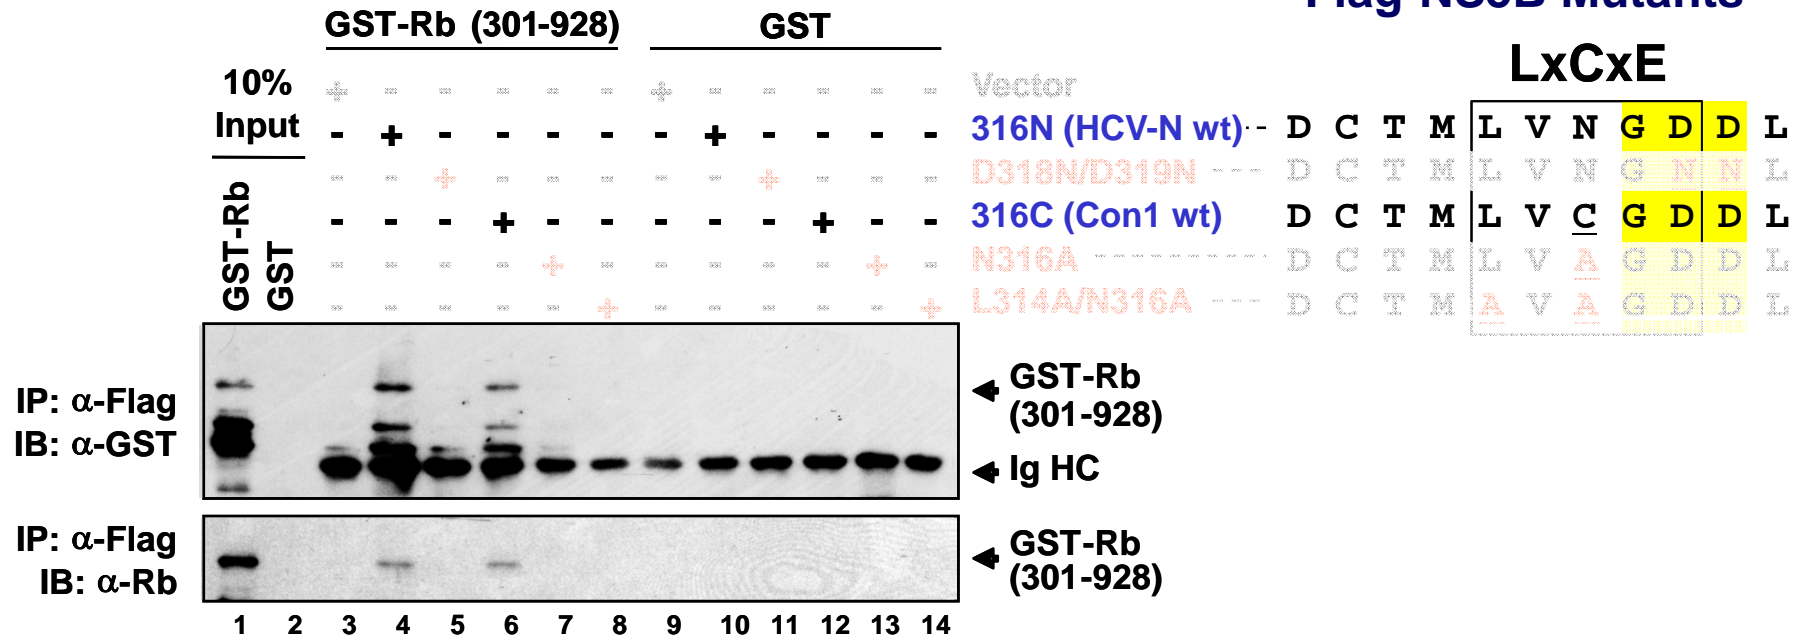 Flag-NS5B Mutants
GST-Rb (301-928) GST
LxCxE
10% + - - - - - + - - - - - Vector
Input - + - - - - - + - - - - 316N (HCV-N wt) -- D C T M L V N G D D L
- - + - - - - - + - - - D318N/D319N --- D C T M L V N G N N L
- - - + - - - - - + - - 316C (Con1 wt) D C T M L V C G D D L
- - - - + - - - - - + - N316A --------- D C T M L V A G D D L
- - - - - + - - - - - + L314A/N316A --- D C T M A V A G D D L
GST-Rb
GST
IP: α-Flag
IB: α-GST
GST-Rb
(301-928)
Ig HC
IP: α-Flag
IB: α-Rb
GST-Rb
(301-928)
1 2 3 4 5 6 7 8 9 10 11 12 13 14